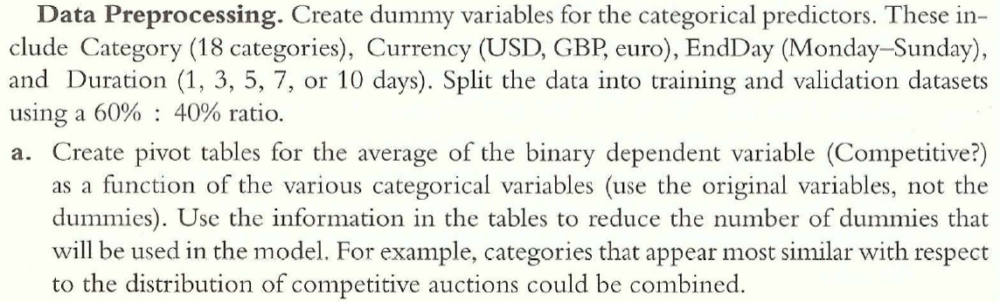 Data Preprocessing. Create dummy variables for the categorical predictors. These in-
clude Category (18 categories), Currency (USD, GBP, euro), EndDay (Monday–Sunday),
and Duration (1, 3, 5, 7, or 10 days). Split the data into training and validation datasets
using a 60% : 40% ratio.
a. Create pivot tables for the average of the binary dependent variable (Competitive?)
as a function of the various categorical variables (use the original variables, not the
dummies). Use the information in the tables to reduce the number of dummies that
will be used in the model. For example, categories that appear most similar with respect
to the distribution of competitive auctions could be combined.